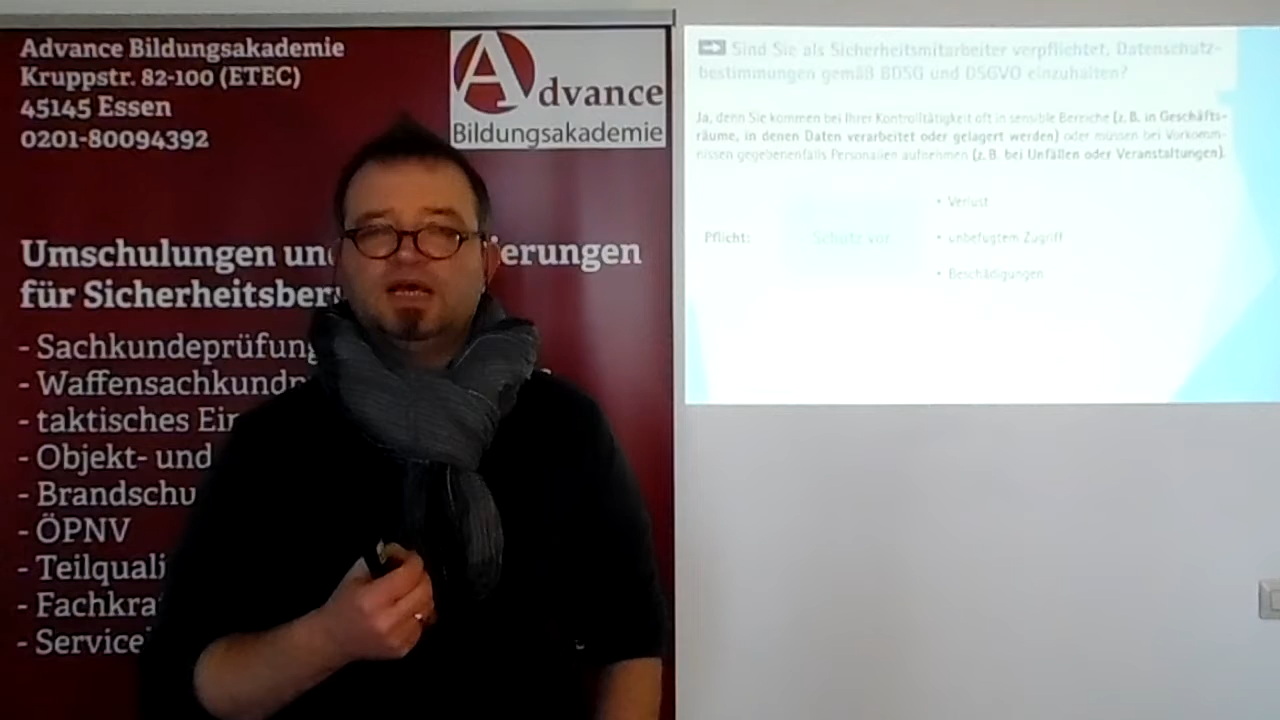 Advance Bildungsakademie
Kruppstr. 82-100 (ETEC)
45145 Essen
0201-80094392
Advance
Bildungsakademie
Umschulungen un
erungen
für Sicherheitsber
- Sachkundeprüfung
- Waffensachkund
- taktisches Ein
- Objekt- und
- Brandschu
- ÖPNV
- Teilquali
- Fachkra
- Service
Sind Sie als Sicherheitsmitarbeiter verpflichtet, Datenschutz-
bestimmungen gemäß BDSG und DSGVO einzuhalten?
Ja, denn Sie kommen bei Ihrer Kontrolltätigkeit oft in sensible Bereiche (z. B. in Geschäfts-
räume, in denen Daten verarbeitet oder gelagert werden) oder müssen bei Vorkomm-
nissen gegebenenfalls Personalien aufnehmen (z. B. bei Unfällen oder Veranstaltungen).
• Verlust
Pflicht: Schutz vor • unbefugtem Zugriff
• Beschädigungen